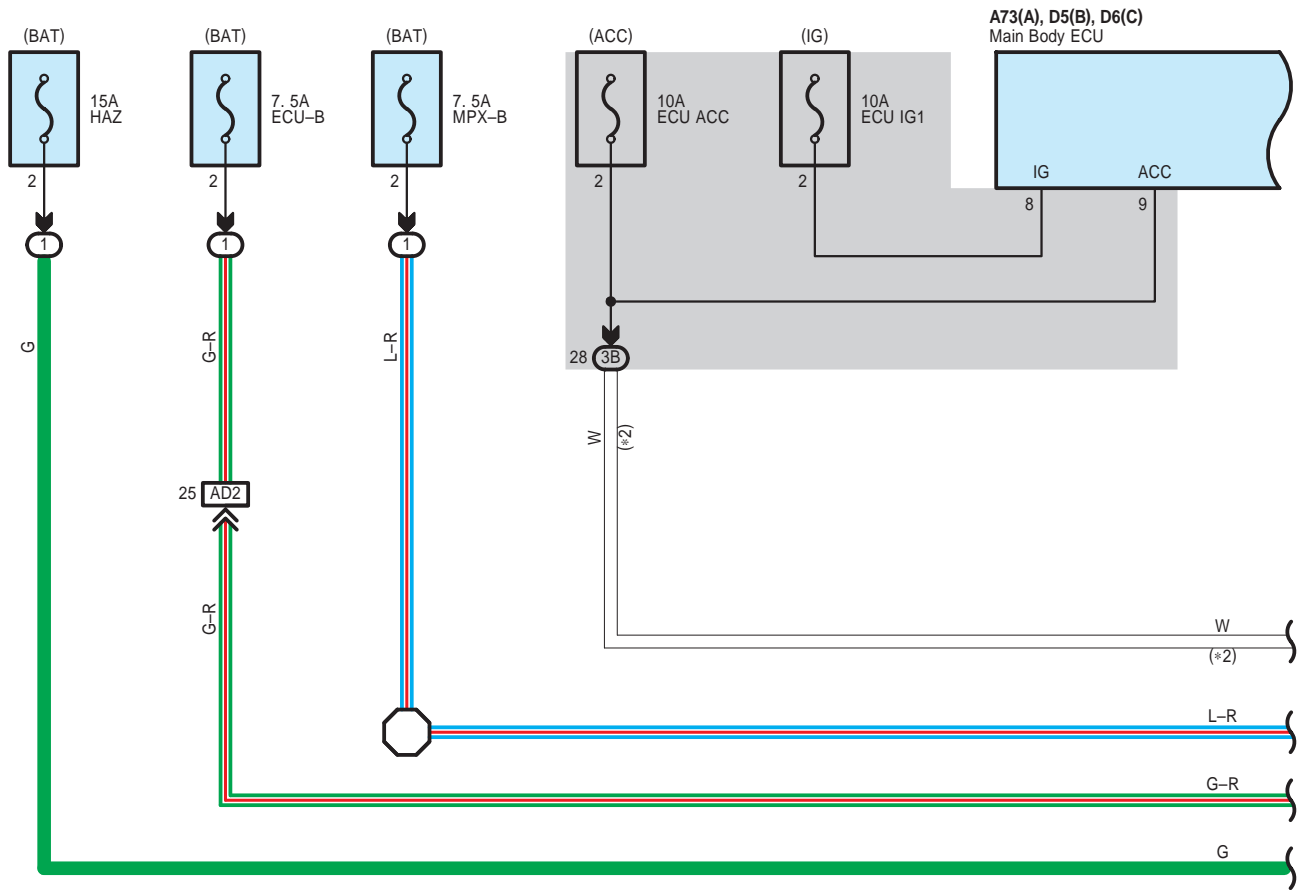 A73(A), D5(B), D6(C)
Main Body ECU
(BAT)
(BAT)
(BAT)
(ACC)
(IG)
15A
HAZ
7. 5A
ECU–B
7. 5A
MPX–B
10A
ECU ACC
10A
ECU IG1
IG
ACC
2
2
2
2
2
8
9
1
1
1
28
3B
G
G–R
L–R
W
(*2)
25
AD2
G–R
W
(*2)
L–R
G–R
G